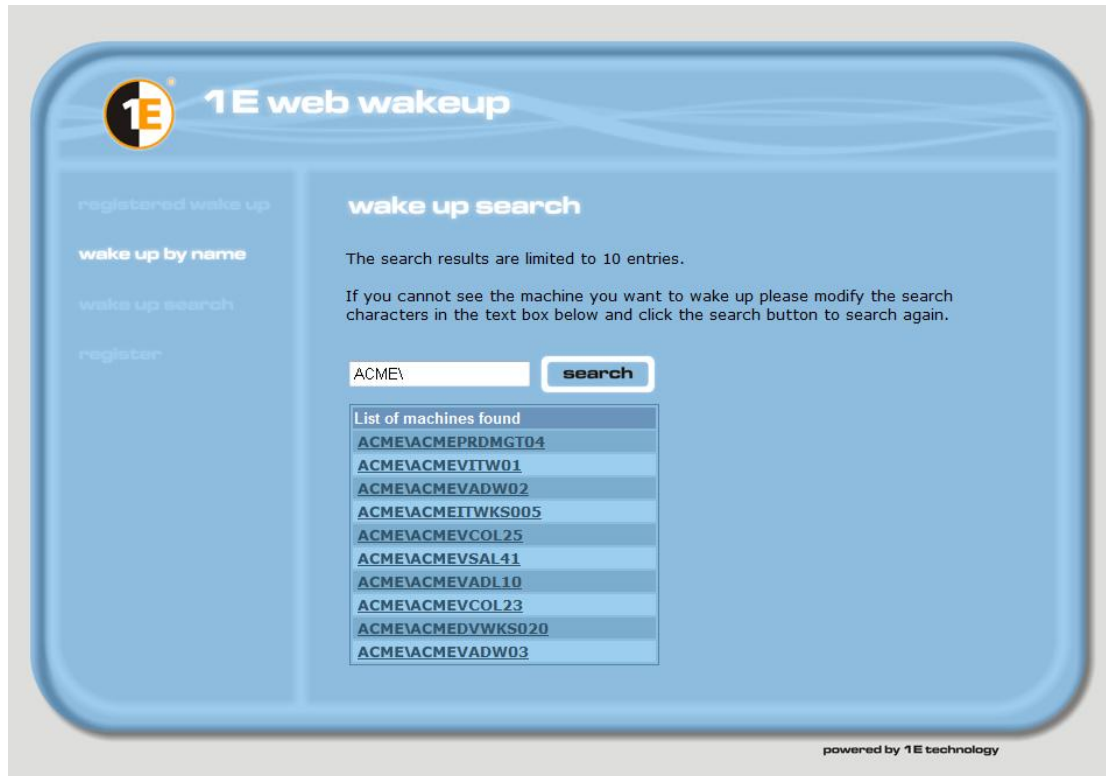 1E
1E web wakeup
registered wake up
wake up by name
wake up search
register
wake up search
The search results are limited to 10 entries.
If you cannot see the machine you want to wake up please modify the search
characters in the text box below and click the search button to search again.
ACME\ search
List of machines found
ACME\ACMEPRDMGT04
ACME\ACMEVITW01
ACME\ACMEVADW02
ACME\ACMEITWKS005
ACME\ACMEVCOL25
ACME\ACMEVSAL41
ACME\ACMEVADL10
ACME\ACMEVCOL23
ACME\ACMEDVWKS020
ACME\ACMEVADW03
powered by 1E technology